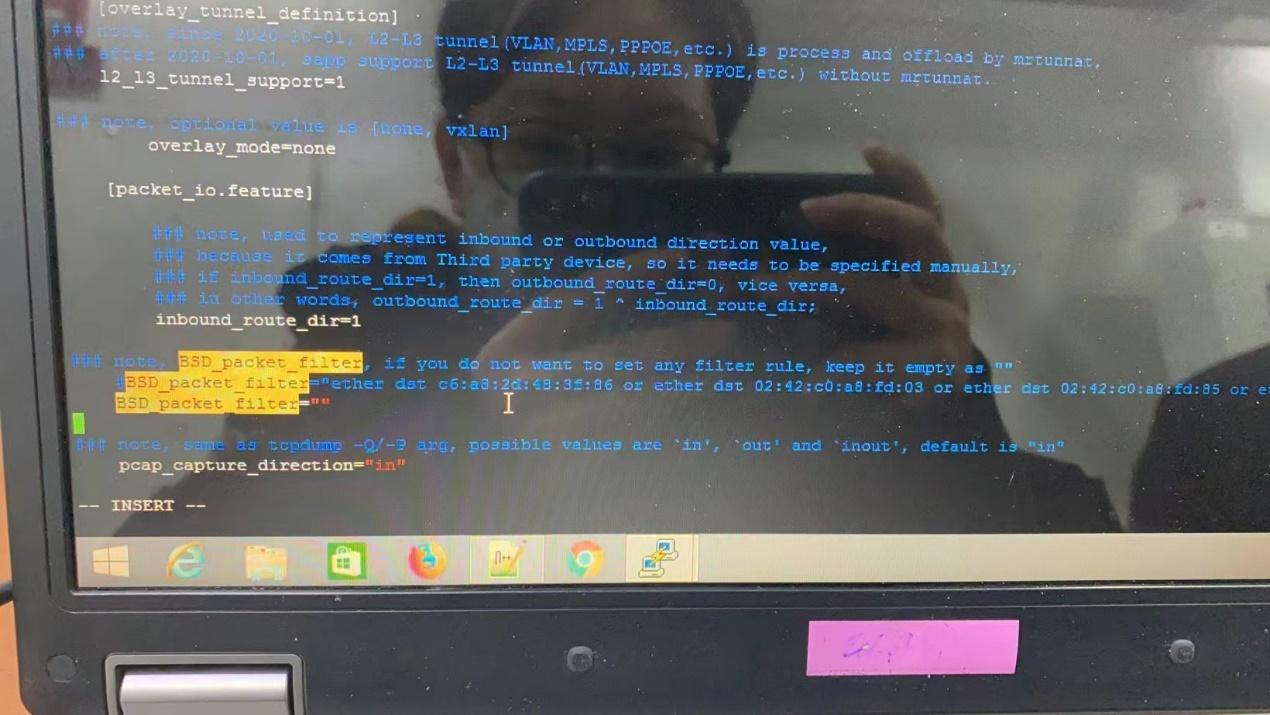 [overlay_tunnel_definition]
### note, since 2020-10-01, L2-L3 tunnel(VLAN,MPLS,PPPOE,etc.) is process and offload by mrtunnat,
### after 2020-10-01, sapp support L2-L3 tunnel(VLAN,MPLS,PPPOE,etc.) without mrtunnat.
l2_l3_tunnel_support=1
### note, optional value is [none, vxlan]
overlay_mode=none
[packet_io.feature]
### note, used to represent inbound or outbound direction value,
### because it comes from Third party device, so it needs to be specified manually,
### if inbound_route_dir=1, then outbound_route_dir=0, vice versa,
### in other words, outbound_route_dir = 1 ^ inbound_route_dir;
inbound_route_dir=1
### note, BSD_packet_filter, if you do not want to set any filter rule, keep it empty as ""
#BSD_packet_filter="ether dst c6:a8:2d:48:3f:86 or ether dst 02:42:c0:a8:fd:03 or ether dst 02:42:c0:a8:fd:85 or e
BSD_packet_filter=""
### note, same as tcpdump -Q/-P arg, possible values are `in', `out' and `inout', default is "in"
pcap_capture_direction="in"
-- INSERT --